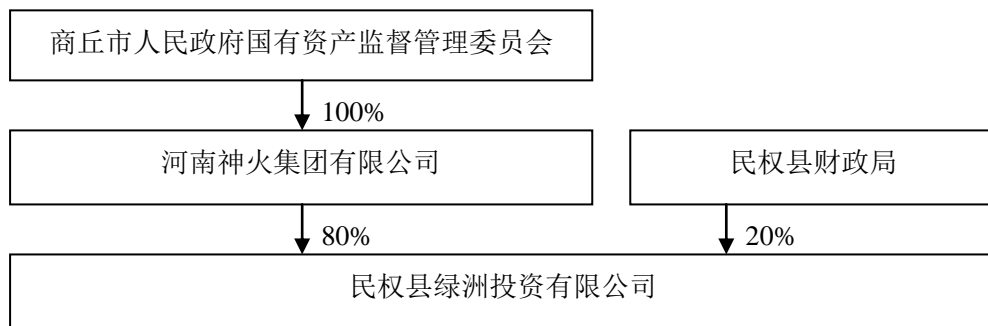 商丘市人民政府国有资产监督管理委员会
100%
河南神火集团有限公司
民权县财政局
80%
20%
民权县绿洲投资有限公司